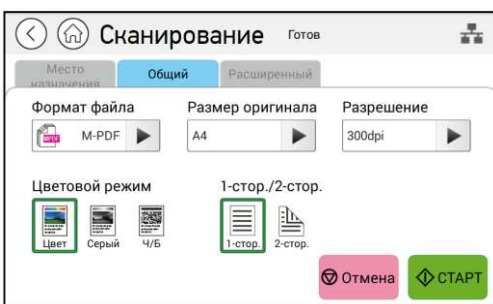 Сканирование Готов
Место назначения Общий Расширенный
Формат файла Размер оригинала Разрешение
M-PDF A4 300dpi
Цветовой режим 1-стор./2-стор.
Цвет Серый Ч/Б 1-стор. 2-стор.
Отмена СТАРТ